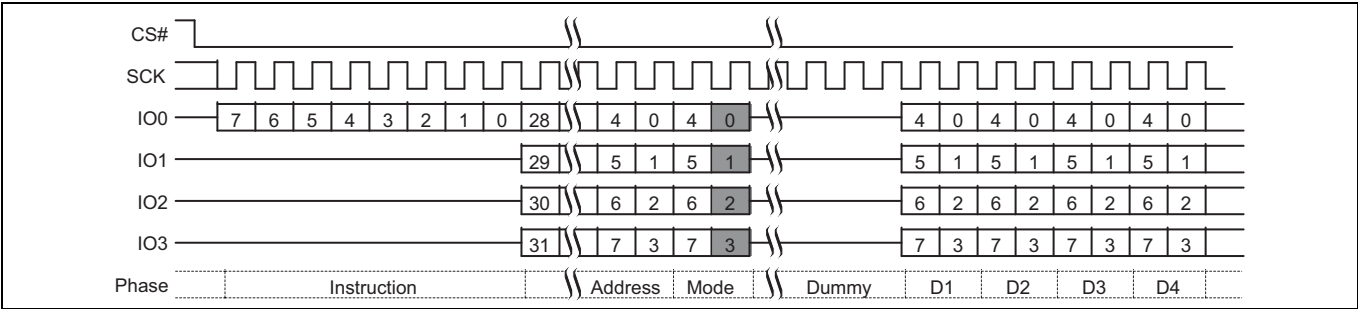 CS#
SCK
IO0 7 6 5 4 3 2 1 0 28 4 0 4 0 4 0 4 0 4 0 4 0
IO1 29 5 1 5 1 5 1 5 1 5 1 5 1
IO2 30 6 2 6 2 6 2 6 2 6 2 6 2
IO3 31 7 3 7 3 7 3 7 3 7 3 7 3
Phase Instruction Address Mode Dummy D1 D2 D3 D4